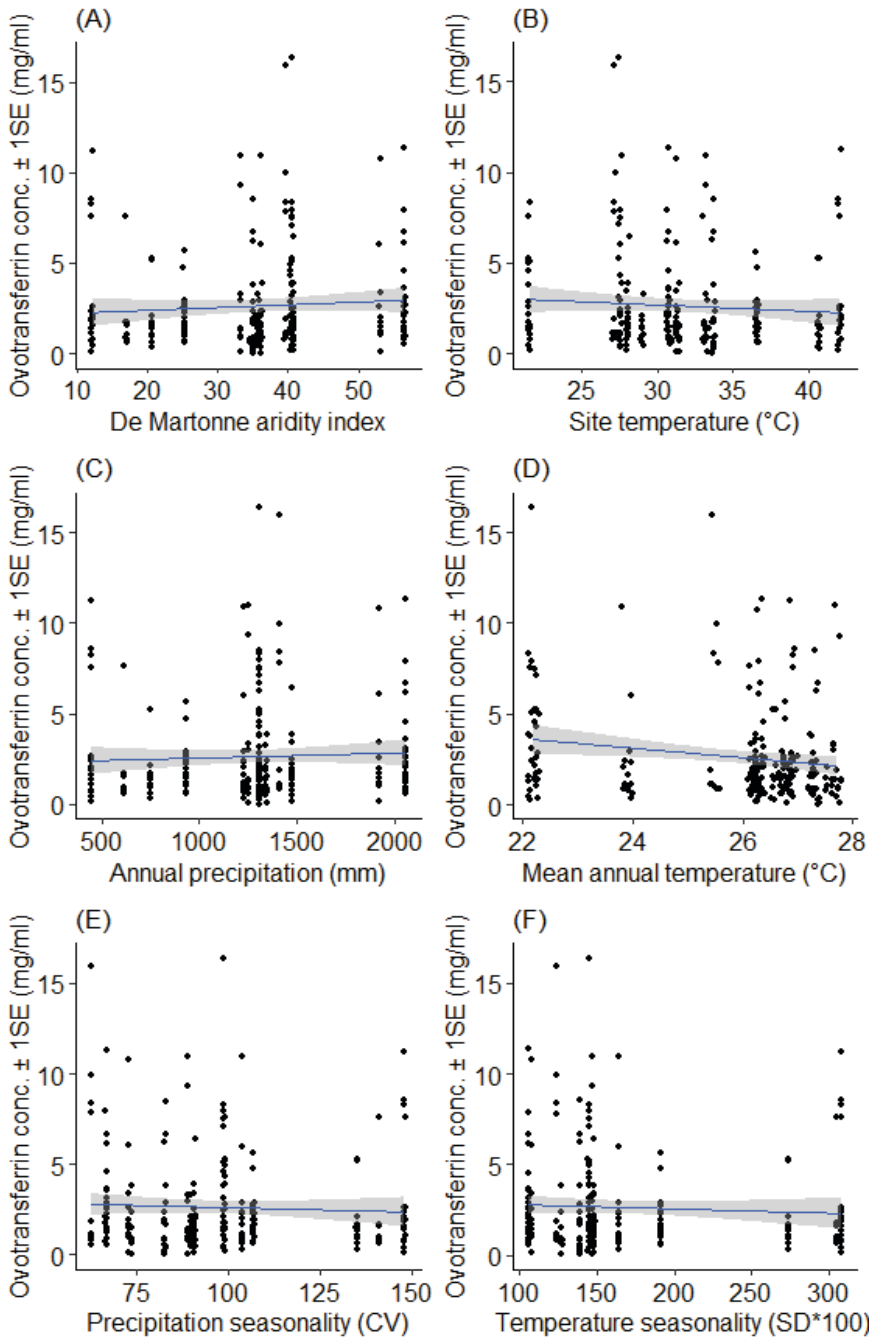 (A)
Ovotransferrin conc. ± 1SE (mg/ml)
15
10
5
0
10 20 30 40 50
De Martonne aridity index
(B)
Ovotransferrin conc. ± 1SE (mg/ml)
15
10
5
0
25 30 35 40
Site temperature (°C)
(C)
Ovotransferrin conc. ± 1SE (mg/ml)
15
10
5
0
500 1000 1500 2000
Annual precipitation (mm)
(D)
Ovotransferrin conc. ± 1SE (mg/ml)
15
10
5
0
22 24 26 28
Mean annual temperature (°C)
(E)
Ovotransferrin conc. ± 1SE (mg/ml)
15
10
5
0
75 100 125 150
Precipitation seasonality (CV)
(F)
Ovotransferrin conc. ± 1SE (mg/ml)
15
10
5
0
100 150 200 250 300
Temperature seasonality (SD*100)